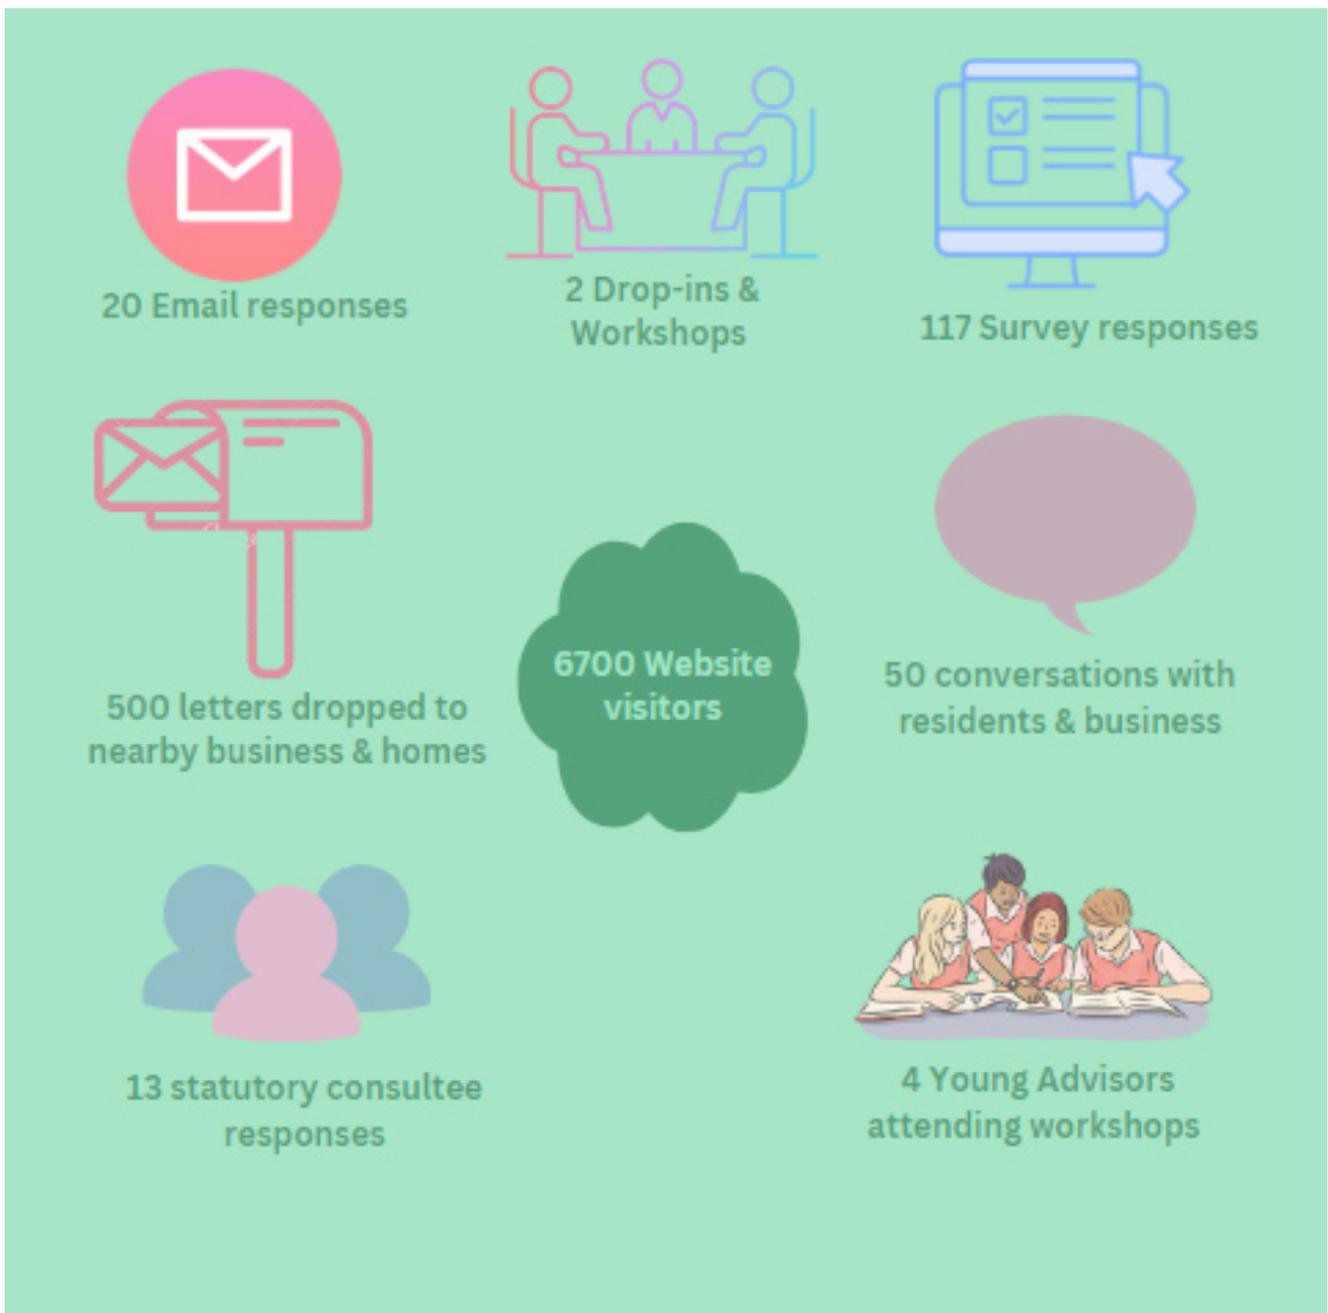 20 Email responses
2 Drop-ins &
Workshops
117 Survey responses
500 letters dropped to
nearby business & homes
6700 Website
visitors
50 conversations with
residents & business
13 statutory consultee
responses
4 Young Advisors
attending workshops